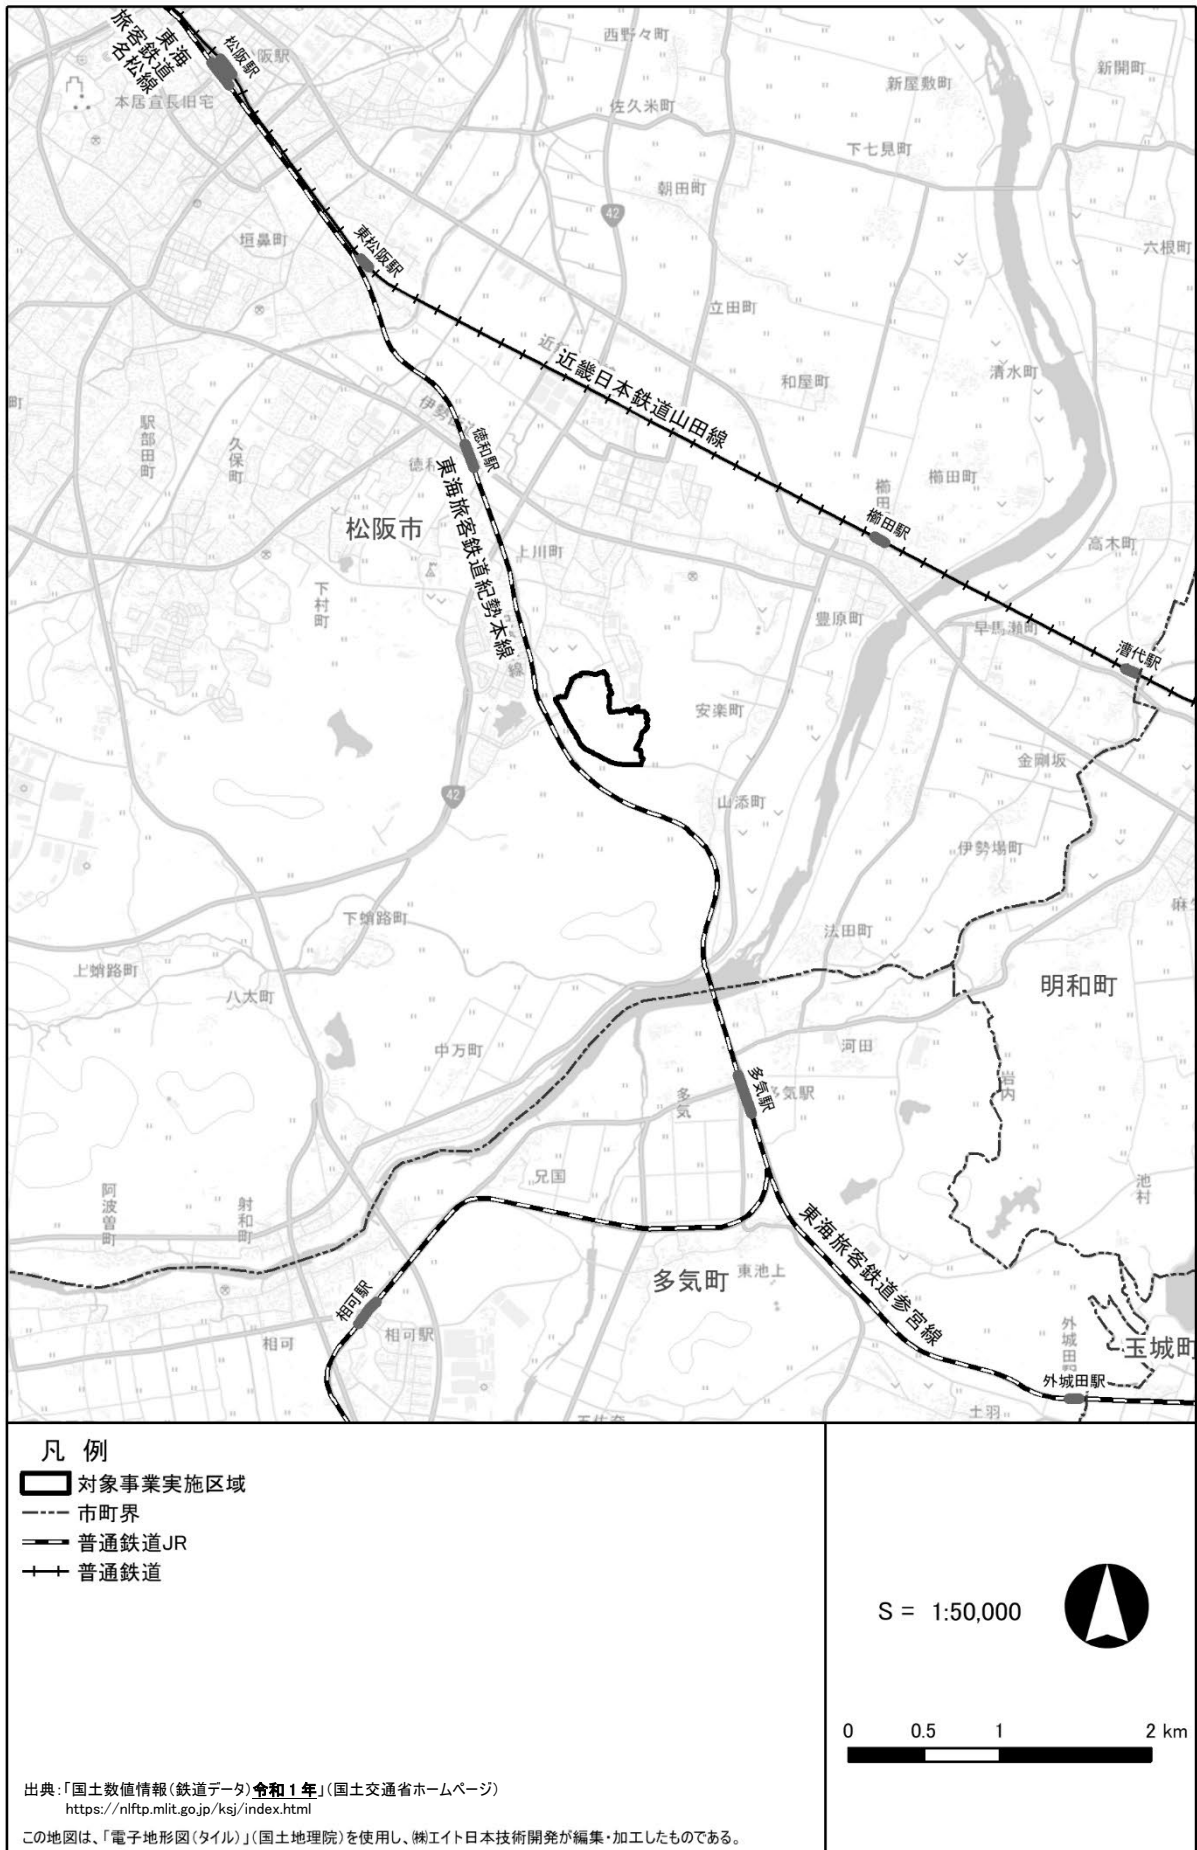 西野々町
新屋敷町
新開町
東海
旅客鉄道
名松線
松阪駅
阪駅
本居宣長旧宅
佐久米町
下七見町
朝田町
42
垣鼻町
東松阪駅
六根町
立田町
近畿日本鉄道山田線
和屋町
清水町
駅部田町
久保町
徳和駅
櫛田町
松阪市
東海旅客鉄道紀勢本線
上川町
櫛田駅
高木町
下村町
豊原町
早馬瀬町
漕代駅
安楽町
金剛坂
42
山添町
伊勢場町
下蛸路町
法田町
上蛸路町
八太町
明和町
中万町
河田
多気駅
多気
岩内
兄国
池村
阿波曽町
射和町
東海旅客鉄道参宮線
多気町
東池上
相可駅
相可
相可駅
外城田
玉城町
外城田駅
土羽
凡 例
対象事業実施区域
市町界
普通鉄道JR
普通鉄道
S = 1:50,000
0 0.5 1 2 km
出典:「国土数値情報(鉄道データ)令和1年」(国土交通省ホームページ)
https://nlftp.mlit.go.jp/ksj/index.html
この地図は、「電子地形図(タイル)」(国土地理院)を使用し、㈱エイト日本技術開発が編集・加工したものである。